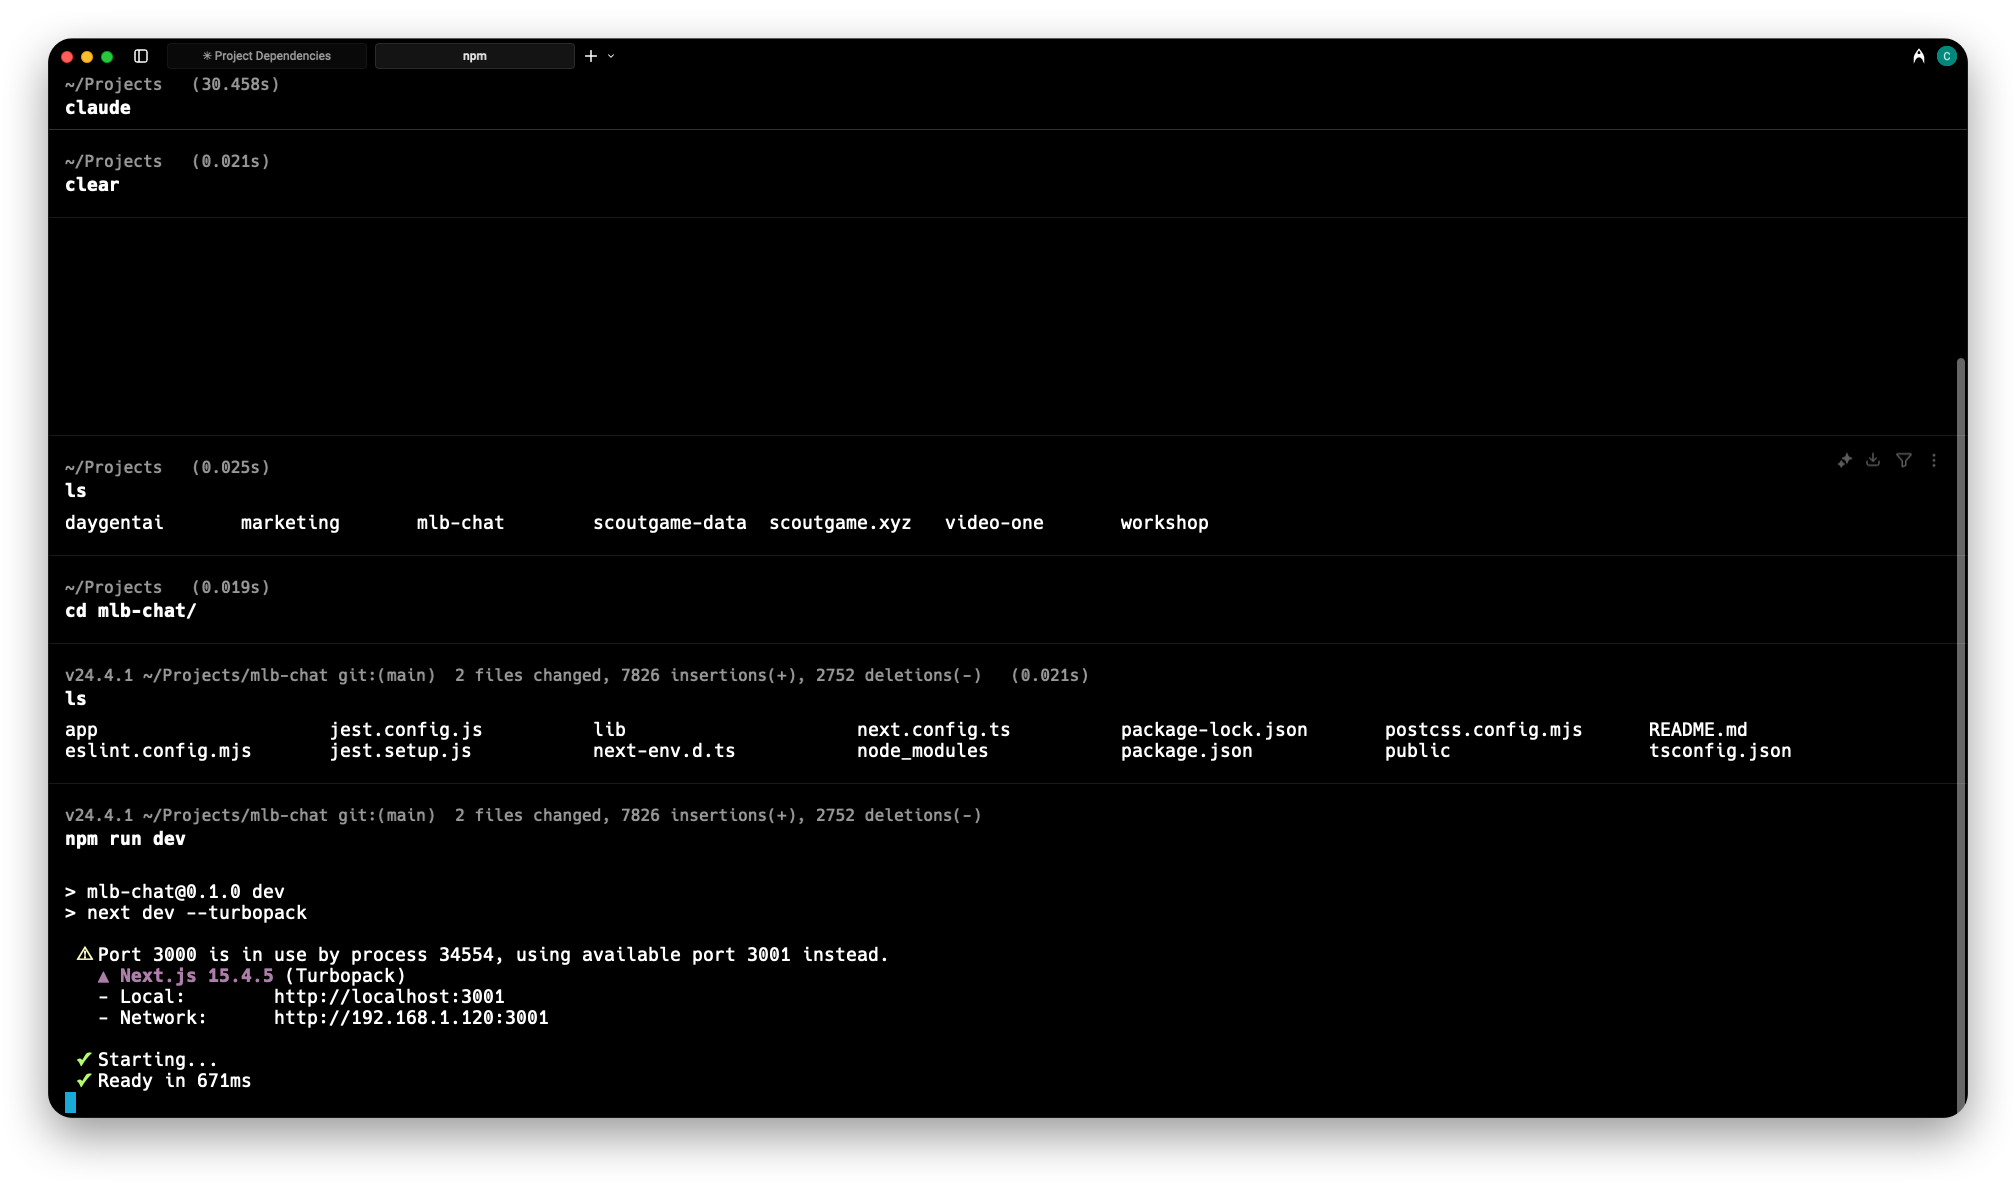 ✳ Project Dependencies npm
C
~/Projects (30.458s)
claude
~/Projects (0.021s)
clear
~/Projects (0.025s)
ls
daygentai marketing mlb-chat scoutgame-data scoutgame.xyz video-one workshop
~/Projects (0.019s)
cd mlb-chat/
v24.4.1 ~/Projects/mlb-chat git:(main) 2 files changed, 7826 insertions(+), 2752 deletions(-) (0.021s)
ls
app jest.config.js lib next.config.ts package-lock.json postcss.config.mjs README.md
eslint.config.mjs jest.setup.js next-env.d.ts node_modules package.json public tsconfig.json
v24.4.1 ~/Projects/mlb-chat git:(main) 2 files changed, 7826 insertions(+), 2752 deletions(-)
npm run dev
> mlb-chat@0.1.0 dev
> next dev --turbopack
⚠ Port 3000 is in use by process 34554, using available port 3001 instead.
▲ Next.js 15.4.5 (Turbopack)
- Local: http://localhost:3001
- Network: http://192.168.1.120:3001
✓ Starting...
✓ Ready in 671ms